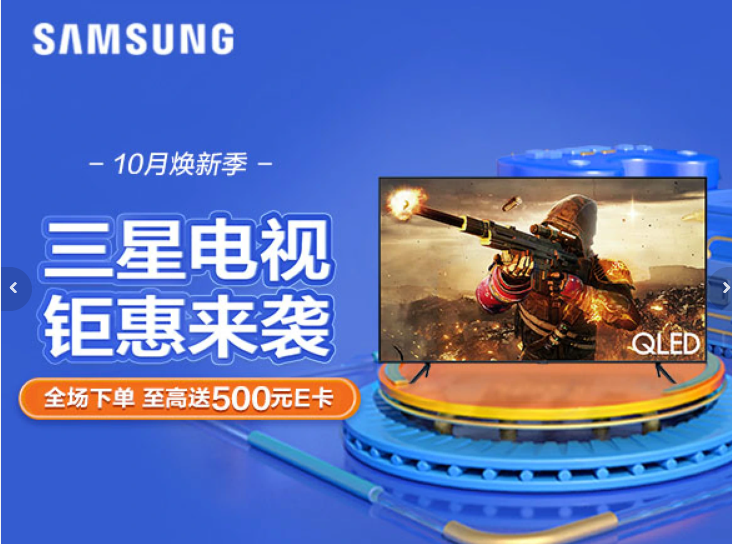 SAMSUNG
– 10月焕新季 –
三星电视
钜惠来袭
全场下单 至高送500元E卡
QLED